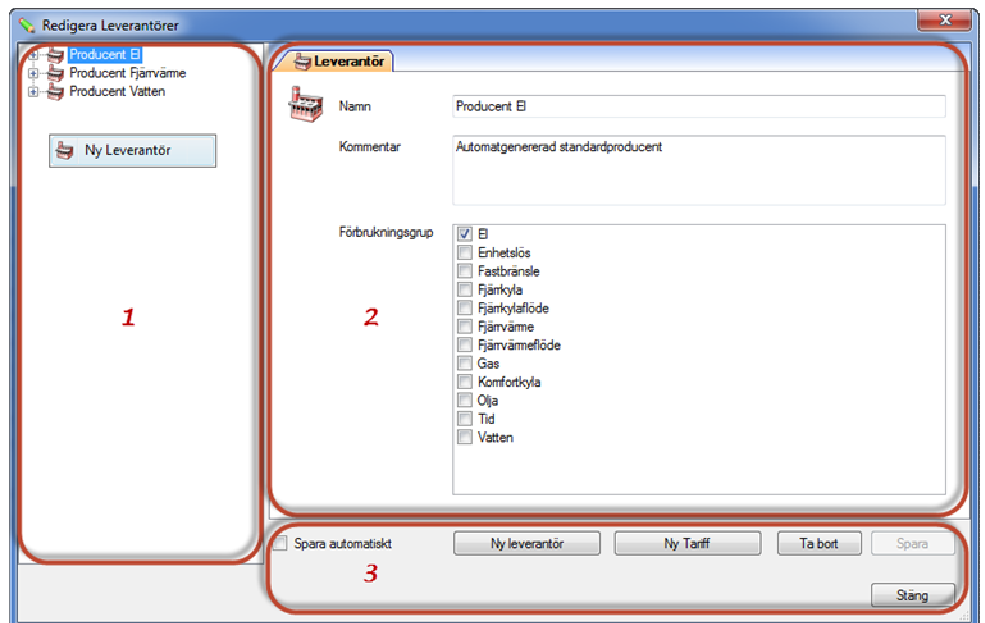 Redigera Leverantörer
Producent El
Producent Fjärrvärme
Producent Vatten
Ny Leverantör
1
Leverantör
Namn
Producent El
Kommentar
Automatgenererad standardproducent
Förbrukningsgrup
El
Enhetslös
Fastbränsle
Fjärrkyla
Fjärrkylaflöde
Fjärrvärme
Fjärrvärmeflöde
Gas
Komfortkyla
Olja
Tid
Vatten
2
Spara automatiskt
Ny leverantör
Ny Tariff
Ta bort
Spara
3
Stäng